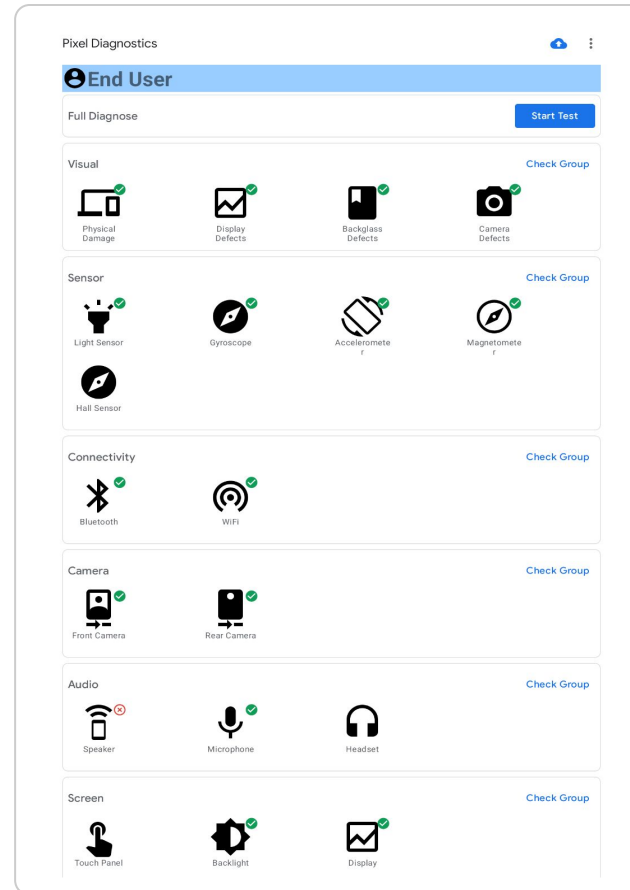 Pixel Diagnostics
End User
Full Diagnose
Start Test
Visual
Check Group
Physical
Damage
Display
Defects
Backglass
Defects
Camera
Defects
Sensor
Check Group
Light Sensor
Gyroscope
Acceleromete
r
Magnetomete
r
Hall Sensor
Connectivity
Check Group
Bluetooth
WiFi
Camera
Check Group
Front Camera
Rear Camera
Audio
Check Group
Speaker
Microphone
Headset
Screen
Check Group
Touch Panel
Backlight
Display